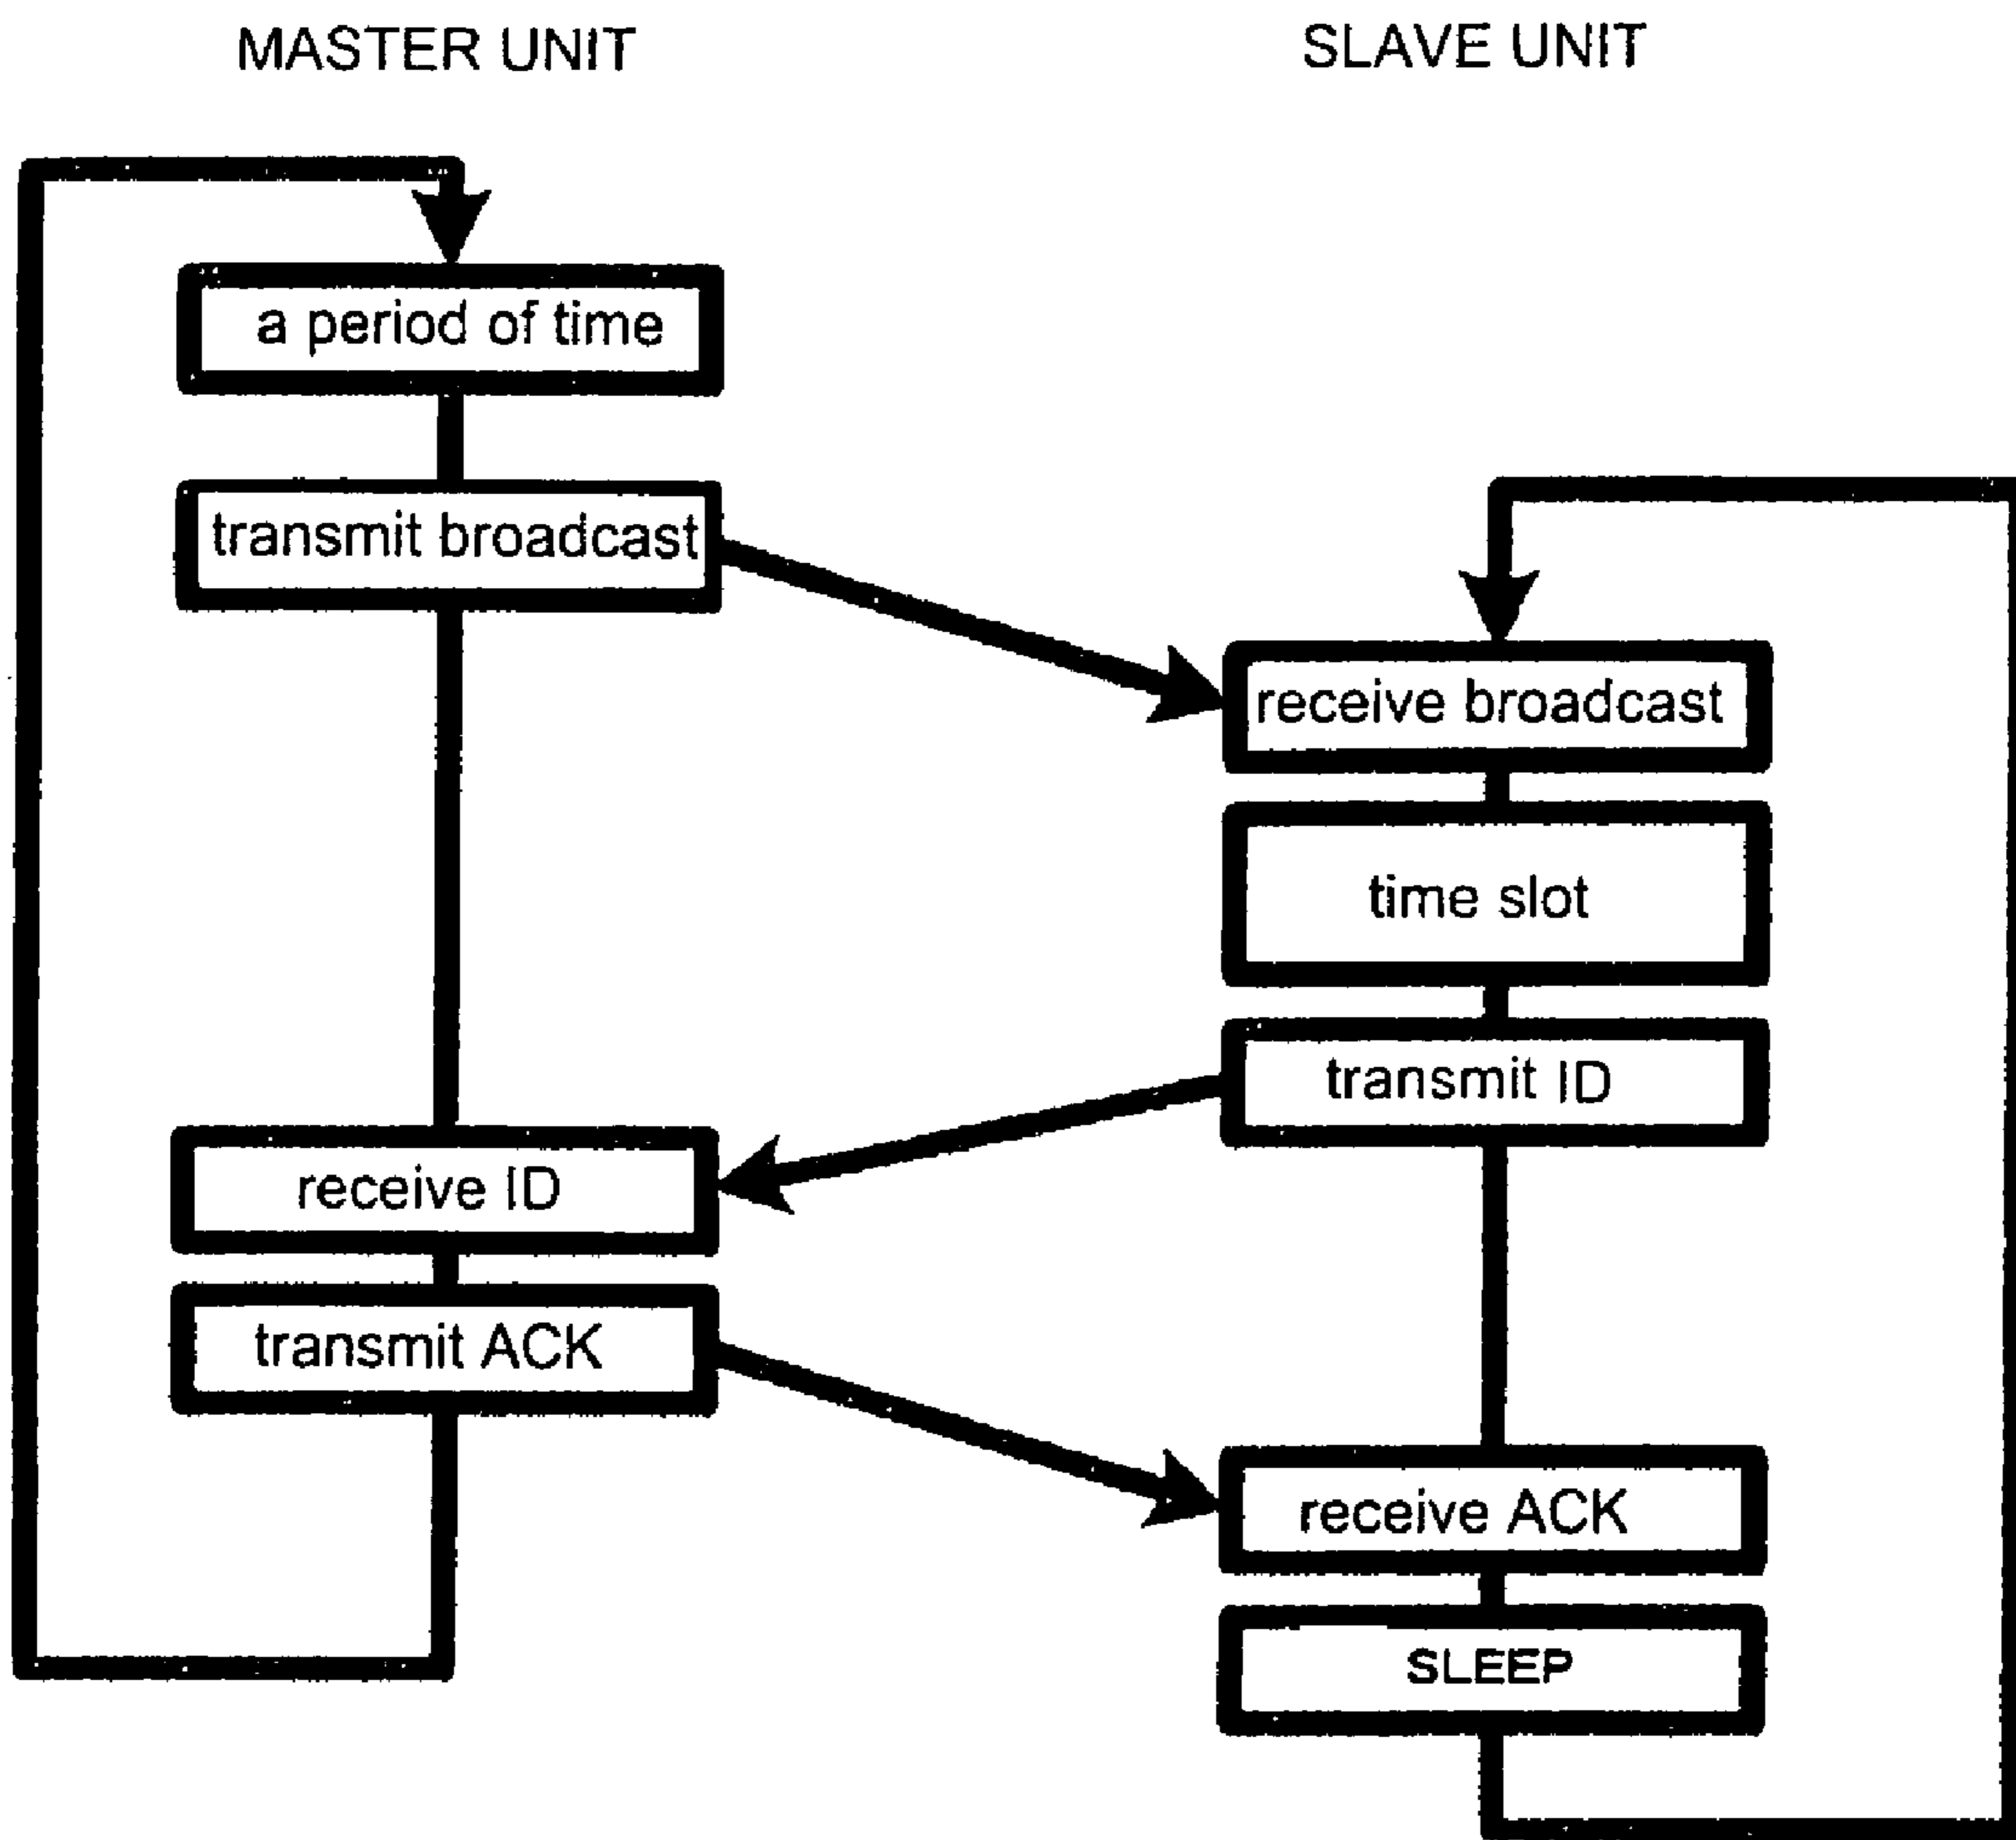 MASTER UNIT
SLAVE UNIT
a period of time
transmit broadcast
receive broadcast
time slot
transmit ID
receive ID
transmit ACK
receive ACK
SLEEP